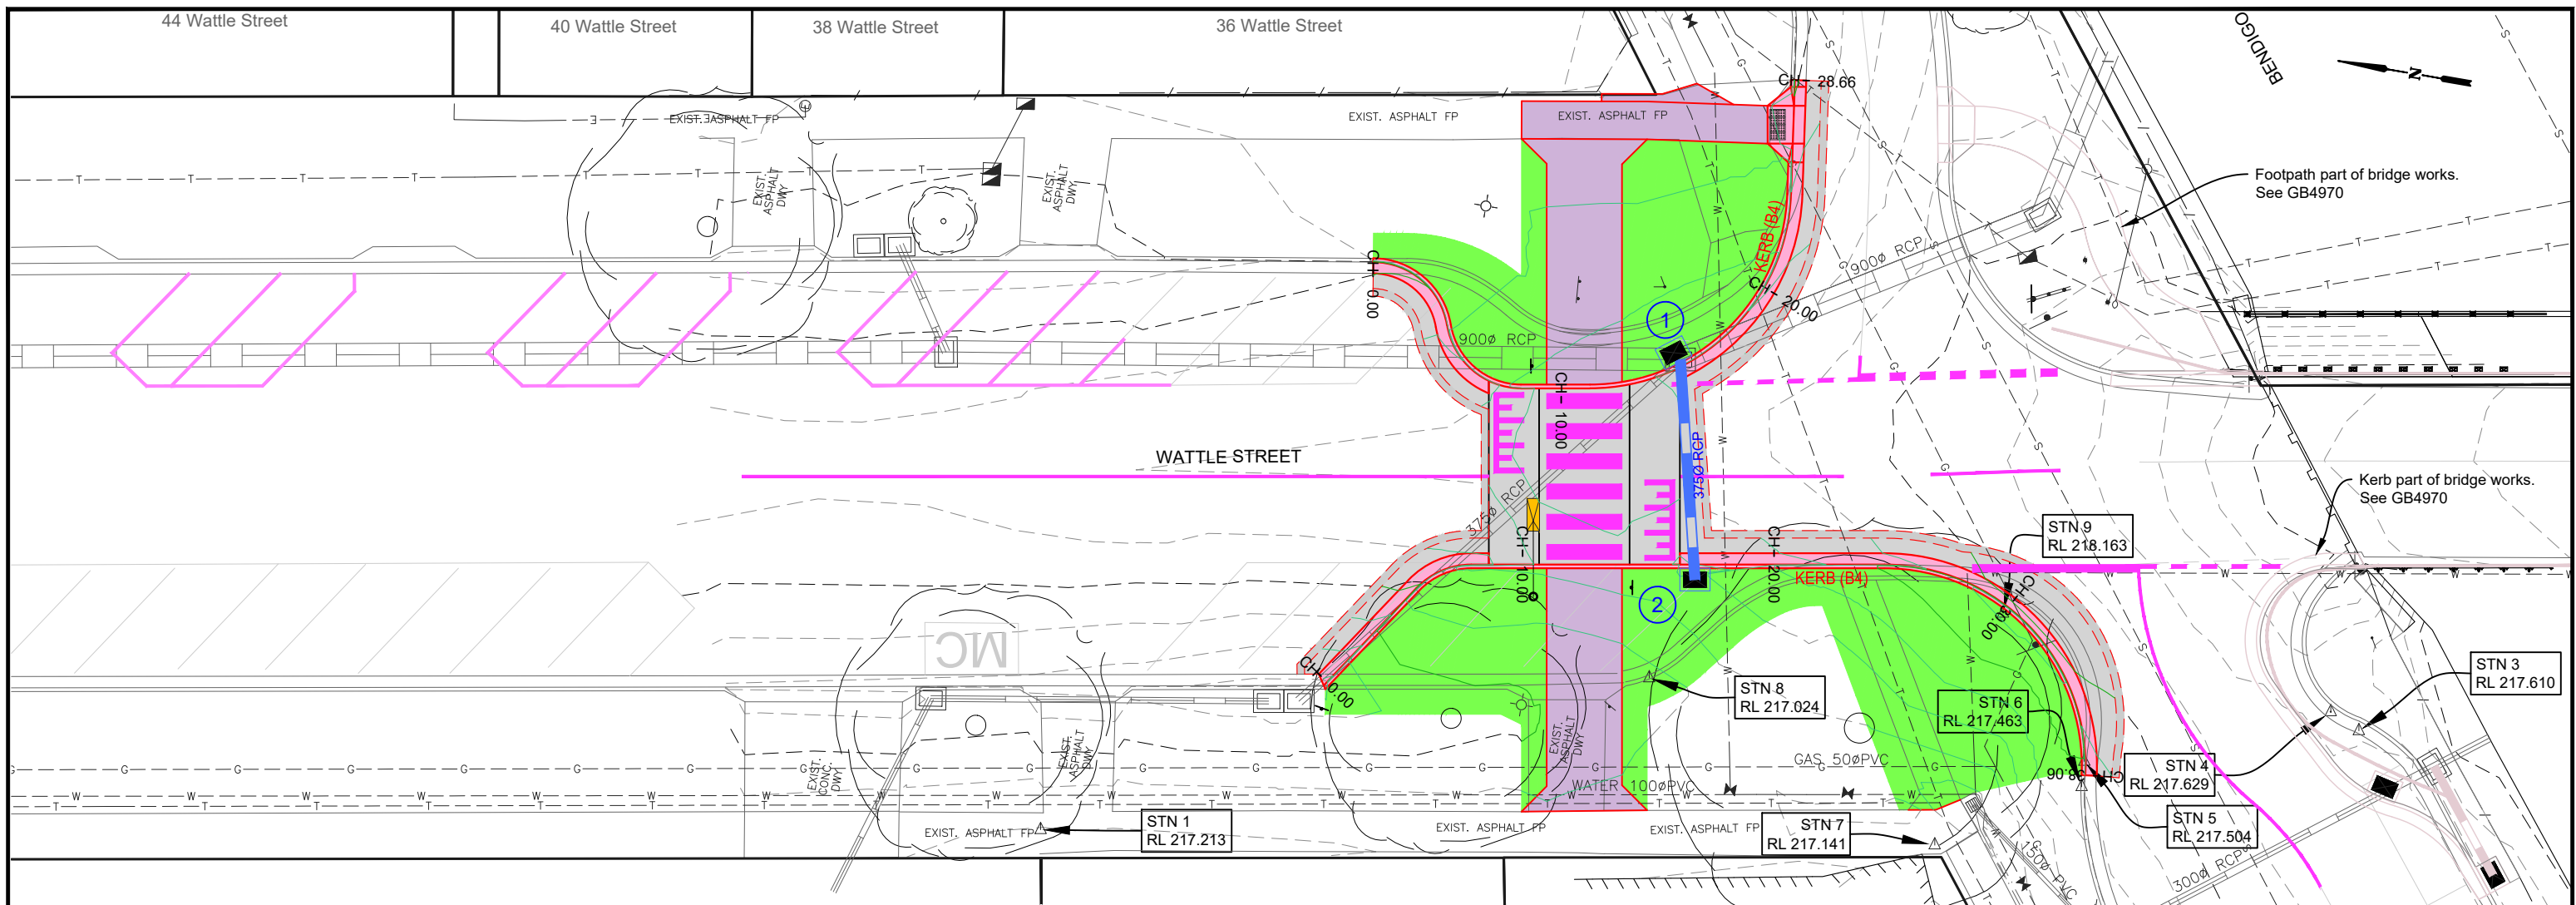 44 Wattle Street
40 Wattle Street
38 Wattle Street
36 Wattle Street
BENDIGO
N
CH- 28.66
EXIST. ASPHALT FP
EXIST. ASPHALT FP
EXIST. ASPHALT FP
E
EXIST.
ASPHALT
DWY
EXIST.
ASPHALT
DWY
Footpath part of bridge works.
See GB4970
KERB (B4)
900ø RCP
CH- 0.00
CH- 20.00
1
900ø RCP
CH- 10.00
WATTLE STREET
375Ø RCP
375ø RCP
Kerb part of bridge works.
See GB4970
STN 9
RL 218.163
CH- 10.00
CH- 20.00
KERB (B4)
CH- 30.00
2
MC
CH- 0.00
STN 8
RL 217.024
STN 6
RL 217.463
STN 3
RL 217.610
STN 4
RL 217.629
STN 5
RL 217.504
CH- 38.06
EXIST.
CONC.
DWY
EXIST.
ASPHALT
DWY
EXIST.
ASPHALT
DWY
GAS 50øPVC
WATER 100øPVC
STN 1
RL 217.213
STN 7
RL 217.141
EXIST. ASPHALT FP
EXIST. ASPHALT FP
EXIST. ASPHALT FP
150ø PVC
300ø RCP